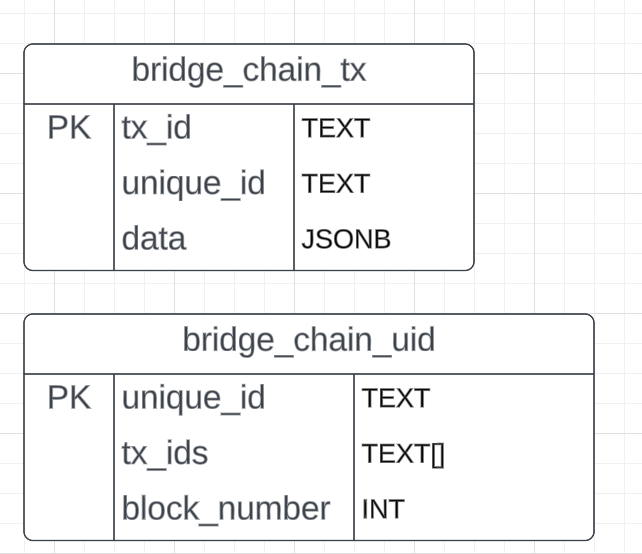 bridge_chain_tx
PK tx_id TEXT
unique_id TEXT
data JSONB
bridge_chain_uid
PK unique_id TEXT
tx_ids TEXT[]
block_number INT